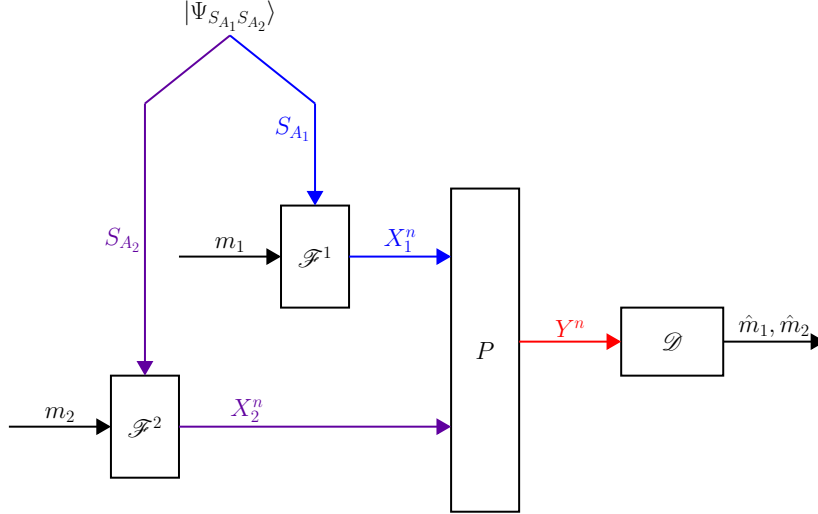 |Ψ_{S_{A_1}S_{A_2}}⟩
S_{A_1}
S_{A_2}
m_1
ℱ^1
X_1^n
P
Y^n
𝒟
m̂_1, m̂_2
m_2
ℱ^2
X_2^n